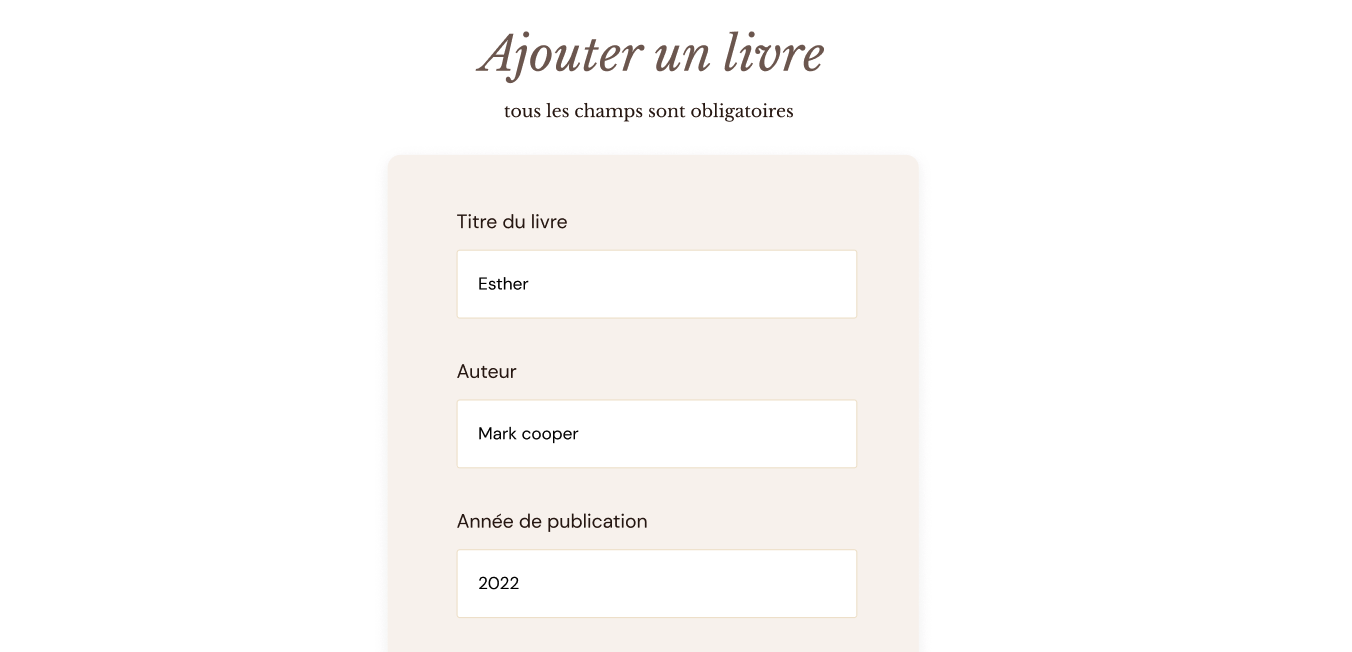 Ajouter un livre
tous les champs sont obligatoires
Titre du livre
Esther
Auteur
Mark cooper
Année de publication
2022